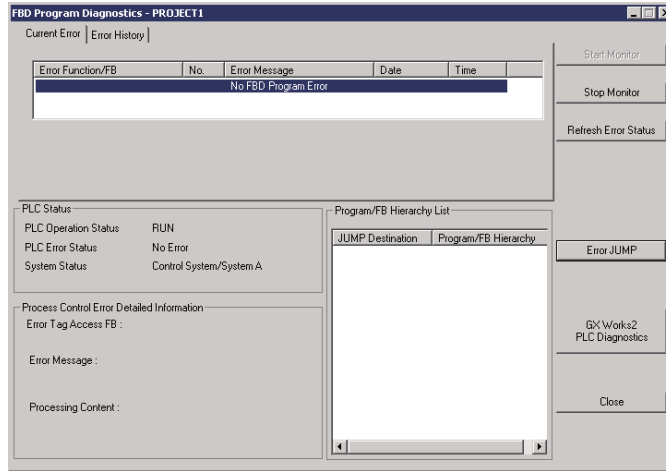 FBD Program Diagnostics - PROJECT1
Current Error Error History
Error Function/FB No. Error Message Date Time
No FBD Program Error
Start Monitor
Stop Monitor
Refresh Error Status
PLC Status
PLC Operation Status RUN
PLC Error Status No Error
System Status Control System/System A
Process Control Error Detailed Information
Error Tag Access FB :
Error Message :
Processing Content :
Program/FB Hierarchy List
JUMP Destination Program/FB Hierarchy
Error JUMP
GX Works2
PLC Diagnostics
Close